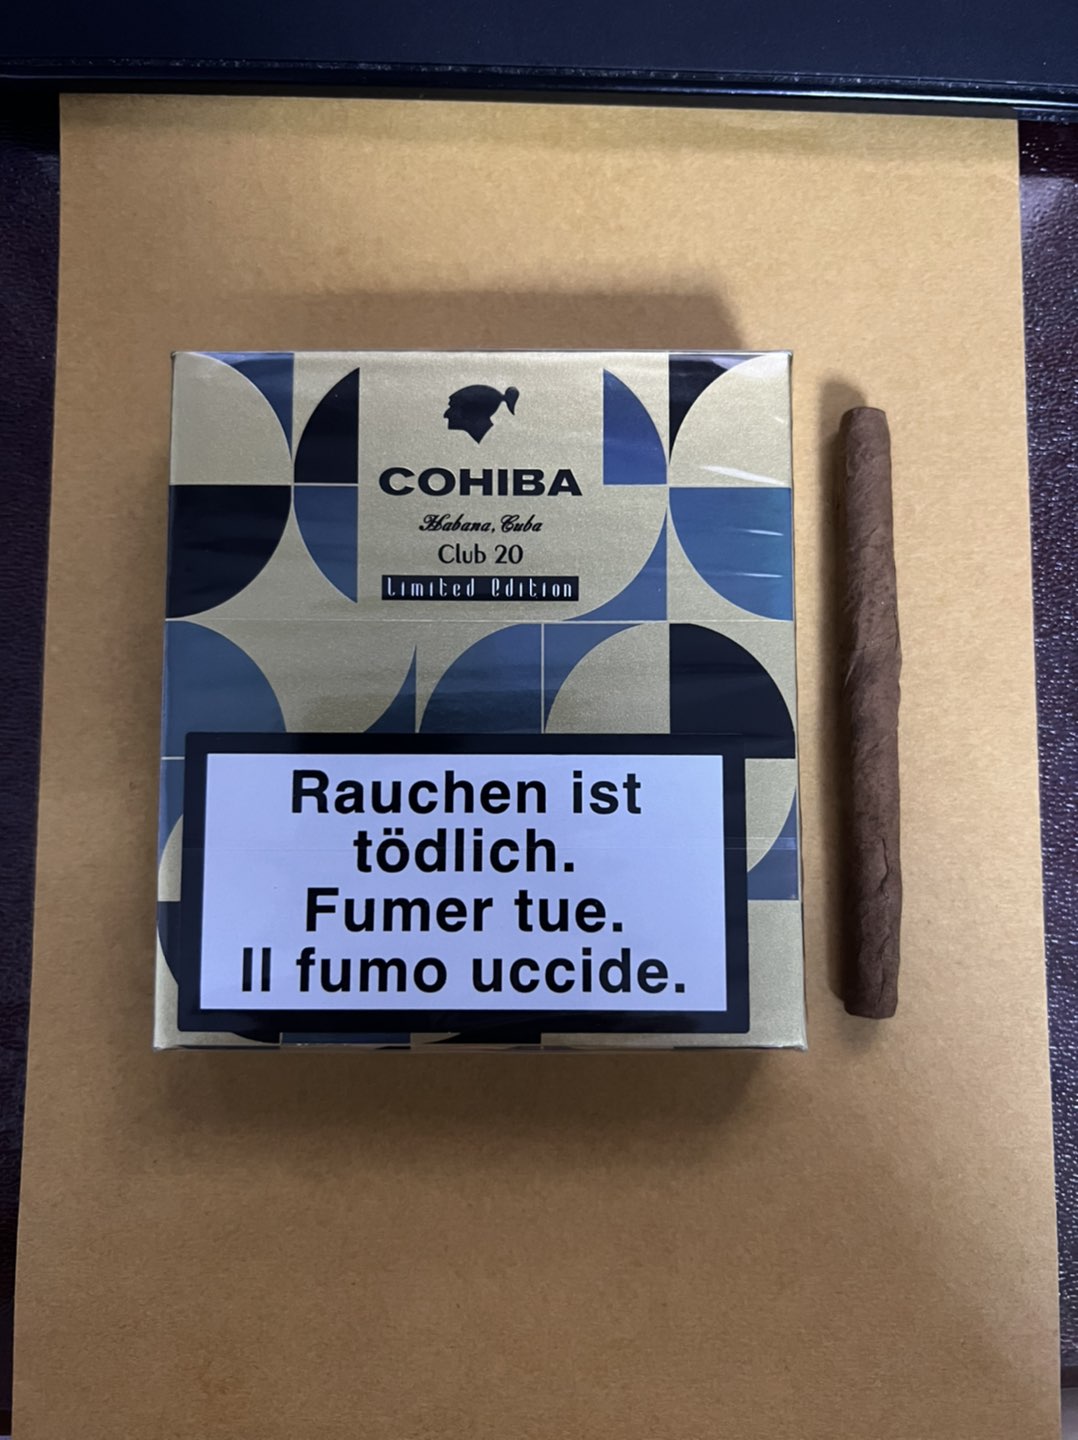 COHIBA
Habana, Cuba
Club 20
Limited Edition
Rauchen ist
tödlich.
Fumer tue.
Il fumo uccide.